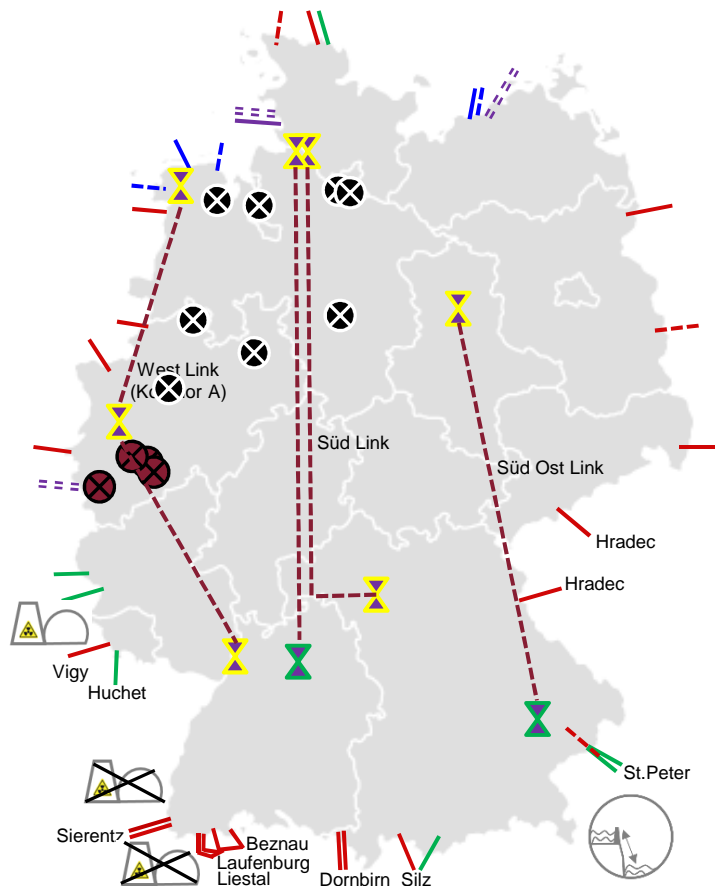 West Link
(Korridor A)
Süd Link
Süd Ost Link
Hradec
Hradec
Vigy
Huchet
St.Peter
Sierentz
Beznau
Laufenburg
Liestal
Dornbirn
Silz